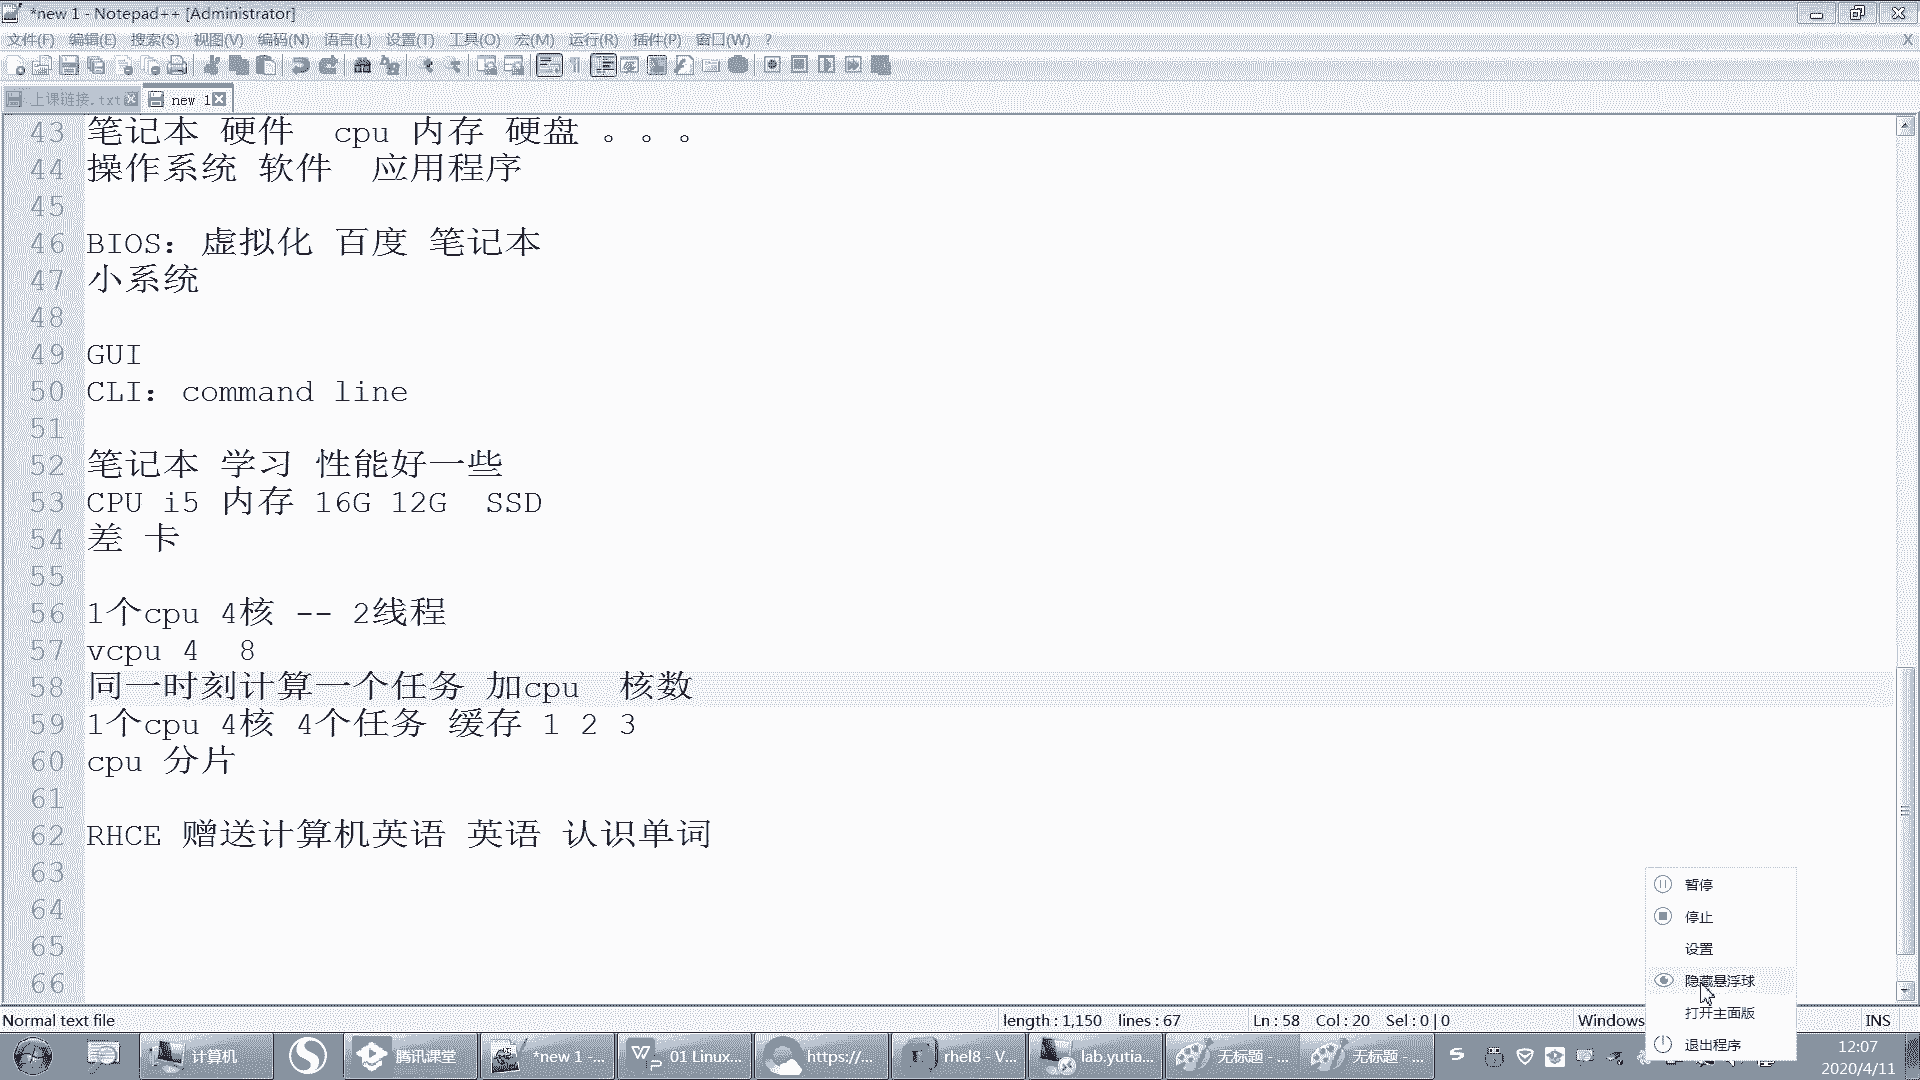 *new 1 - Notepad++ [Administrator]
文件(F) 编辑(E) 搜索(S) 视图(V) 编码(N) 语言(L) 设置(T) 工具(O) 宏(M) 运行(R) 插件(P) 窗口(W) ? X
上课链接.txt new 1
43 笔记本 硬件 cpu 内存 硬盘 。。。
44 操作系统 软件 应用程序
45
46 BIOS: 虚拟化 百度 笔记本
47 小系统
48
49 GUI
50 CLI: command line
51
52 笔记本 学习 性能好一些
53 CPU i5 内存 16G 12G SSD
54 差 卡
55
56 1个cpu 4核 -- 2线程
57 vcpu 4 8
58 同一时刻计算一个任务 加cpu 核数
59 1个cpu 4核 4个任务 缓存 1 2 3
60 cpu 分片
61
62 RHCE 赠送计算机英语 英语 认识单词
63
64
65
66
暂停
停止
设置
隐藏悬浮球
打开主面版
退出程序
Normal text file length : 1,150 lines : 67 Ln : 58 Col : 20 Sel : 0 | 0 Windows INS
计算机 腾讯课堂 *new 1 -... 01 Linux... https://... rhel8 - V... lab.yutia... 无标题 - ... 无标题 - ... 12:07
2020/4/11